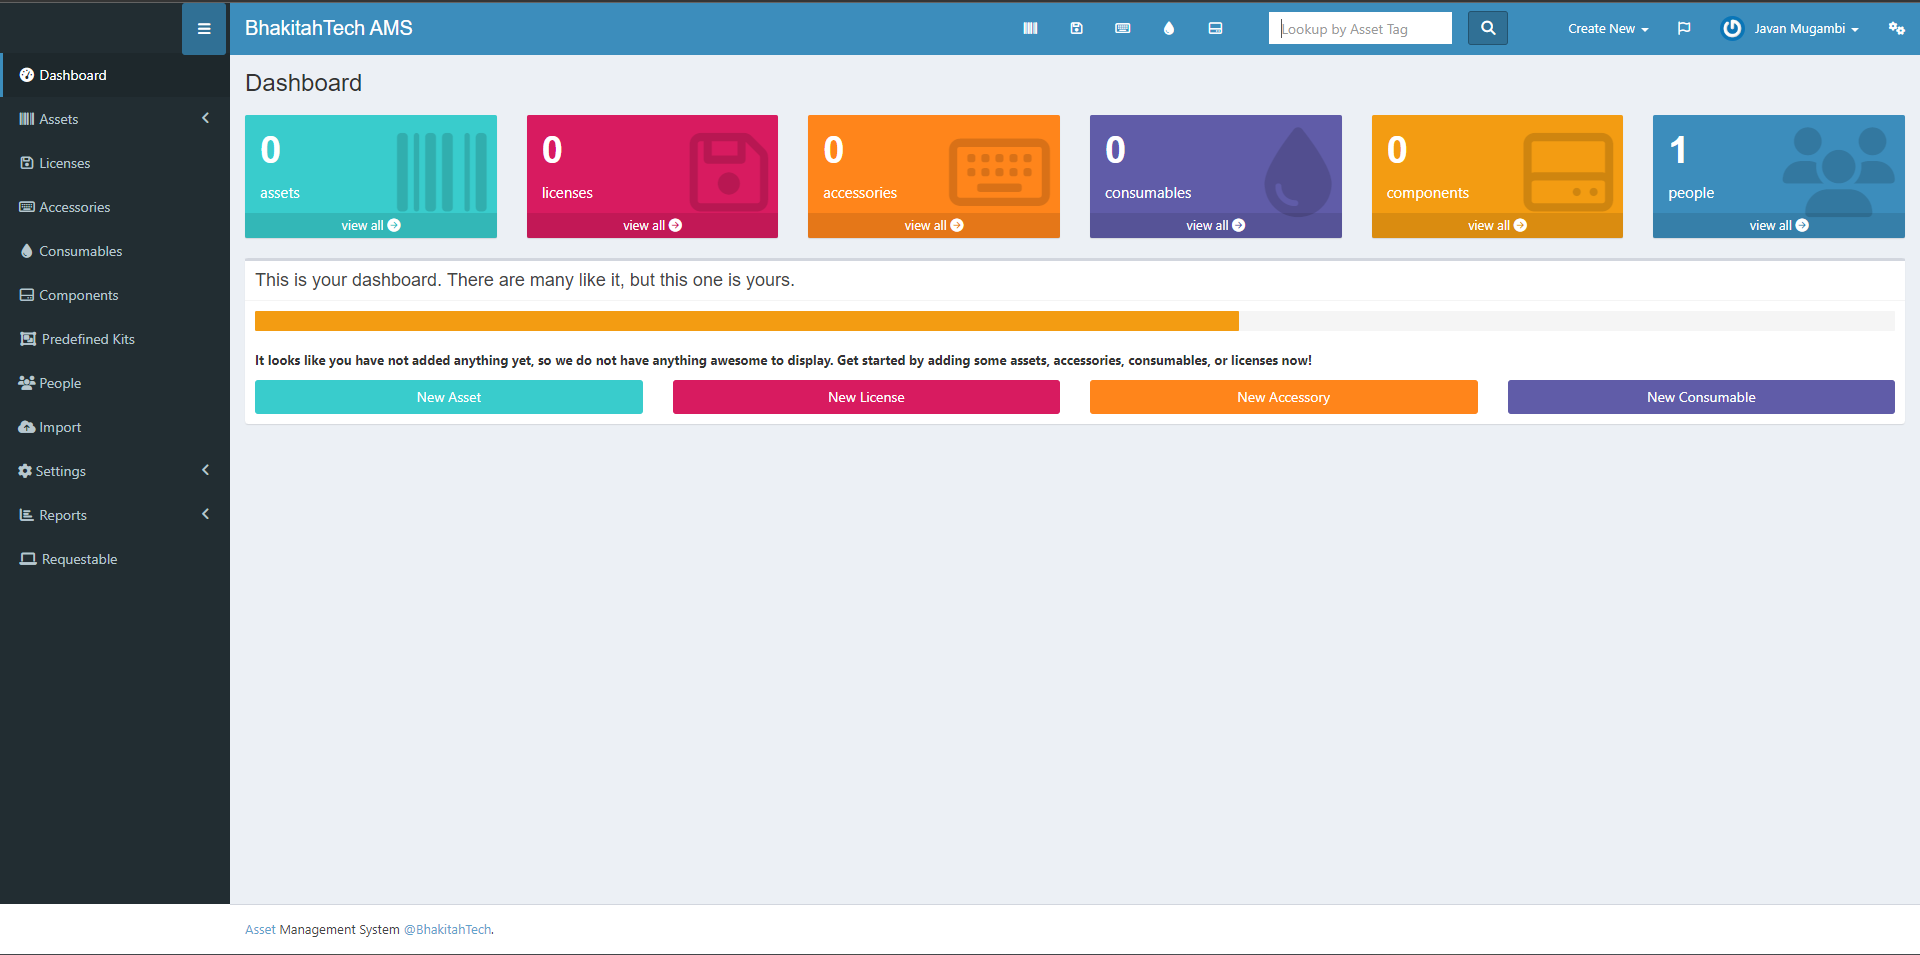 BhakitahTech AMS
Lookup by Asset Tag
Create New
Javan Mugambi
Dashboard
Assets
Licenses
Accessories
Consumables
Components
Predefined Kits
People
Import
Settings
Reports
Requestable
Dashboard
0
assets
view all
0
licenses
view all
0
accessories
view all
0
consumables
view all
0
components
view all
1
people
view all
This is your dashboard. There are many like it, but this one is yours.
It looks like you have not added anything yet, so we do not have anything awesome to display. Get started by adding some assets, accessories, consumables, or licenses now!
New Asset
New License
New Accessory
New Consumable
Asset Management System @BhakitahTech.